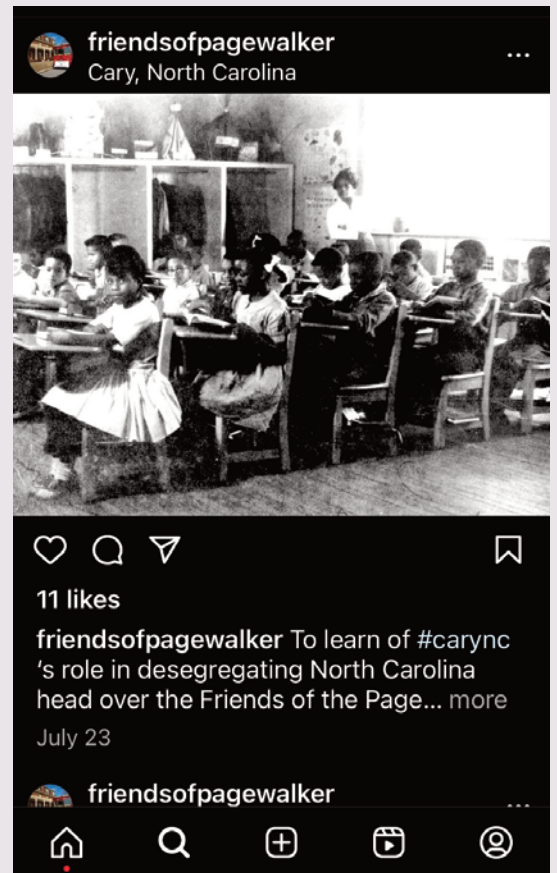 friendsofpagewalker
Cary, North Carolina
11 likes
friendsofpagewalker To learn of #carync
‘s role in desegregating North Carolina
head over the Friends of the Page... more
July 23
friendsofpagewalker